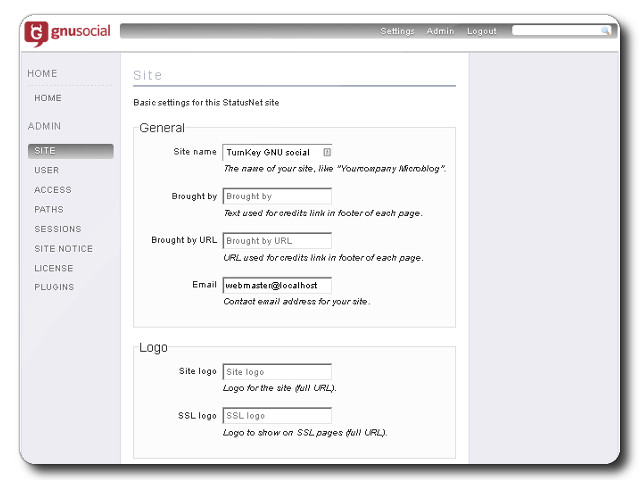 gnusocial
Settings Admin Logout
HOME
HOME
ADMIN
SITE
USER
ACCESS
PATHS
SESSIONS
SITE NOTICE
LICENSE
PLUGINS
Site
Basic settings for this StatusNet site
General
Site name TurnKey GNU social
The name of your site, like "Yourcompany Microblog".
Brought by Brought by
Text used for credits link in footer of each page.
Brought by URL Brought by URL
URL used for credits link in footer of each page.
Email webmaster@localhost
Contact email address for your site.
Logo
Site logo Site logo
Logo for the site (full URL).
SSL logo SSL logo
Logo to show on SSL pages (full URL).